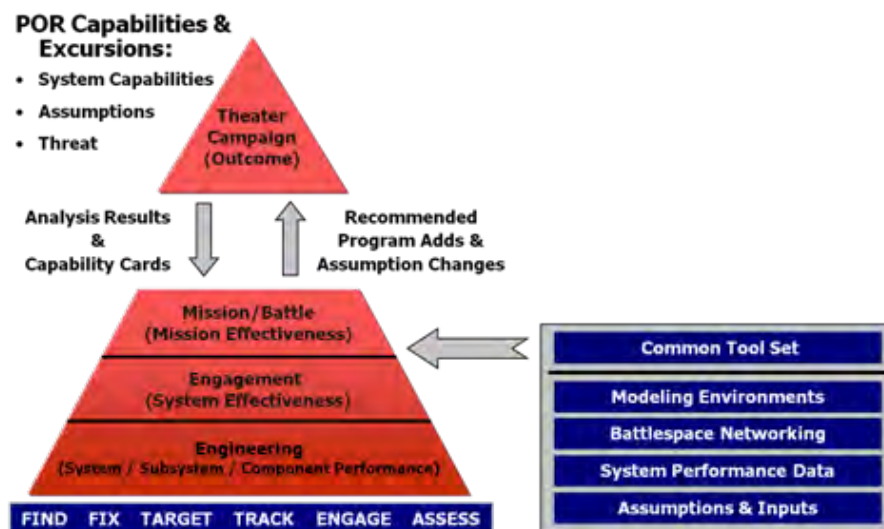 POR Capabilities &
Excursions:
• System Capabilities
• Assumptions
• Threat
Theater
Campaign
(Outcome)
Analysis Results
&
Capability Cards
Recommended
Program Adds &
Assumption Changes
Mission/Battle
(Mission Effectiveness)
Engagement
(System Effectiveness)
Engineering
(System / Subsystem / Component Performance)
FIND FIX TARGET TRACK ENGAGE ASSESS
Common Tool Set
Modeling Environments
Battlespace Networking
System Performance Data
Assumptions & Inputs